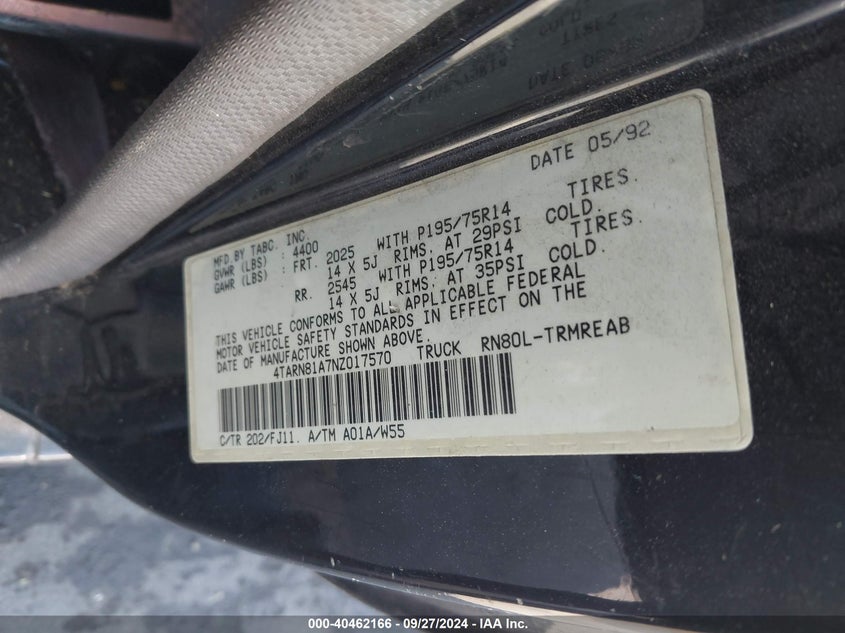 DATE 05/92
MFD.BY TABC, INC.
GVWR (LBS) : 4400
GAWR (LBS) : FRT. 2025 WITH P195/75R14 TIRES.
14 X 5J RIMS. AT 29PSI COLD.
RR. 2545 WITH P195/75R14 TIRES.
14 X 5J RIMS. AT 35PSI COLD.
THIS VEHICLE CONFORMS TO ALL APPLICABLE FEDERAL
MOTOR VEHICLE SAFETY STANDARDS IN EFFECT ON THE
DATE OF MANUFACTURE SHOWN ABOVE.
4TARN81A7NZ017570 TRUCK RN80L-TRMREAB
C/TR 202/FJ11. A/TM A01A/W55
000-40462166 - 09/27/2024 - IAA Inc.